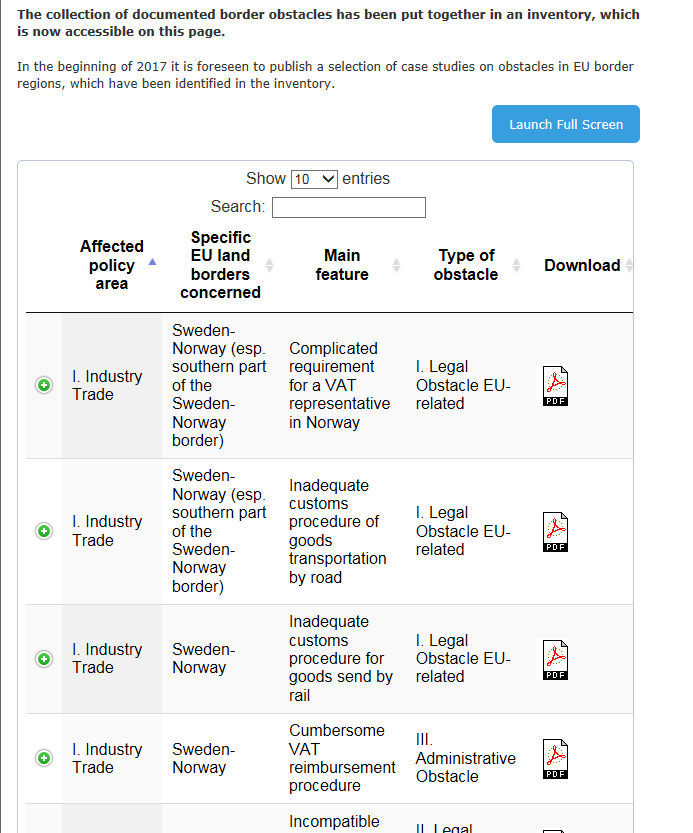 The collection of documented border obstacles has been put together in an inventory, which
is now accessible on this page.
In the beginning of 2017 it is foreseen to publish a selection of case studies on obstacles in EU border
regions, which have been identified in the inventory.
Launch Full Screen
Show 10 entries
Search:
Affected
policy
area
Specific
EU land
borders
concerned
Main
feature
Type of
obstacle
Download
I. Industry
Trade
Sweden-
Norway (esp.
southern part
of the
Sweden-
Norway
border)
Complicated
requirement
for a VAT
representative
in Norway
I. Legal
Obstacle EU-
related
PDF
I. Industry
Trade
Sweden-
Norway (esp.
southern part
of the
Sweden-
Norway
border)
Inadequate
customs
procedure of
goods
transportation
by road
I. Legal
Obstacle EU-
related
PDF
I. Industry
Trade
Sweden-
Norway
Inadequate
customs
procedure for
goods send by
rail
I. Legal
Obstacle EU-
related
PDF
I. Industry
Trade
Sweden-
Norway
Cumbersome
VAT
reimbursement
procedure
III.
Administrative
Obstacle
PDF
Incompatible
II. Legal